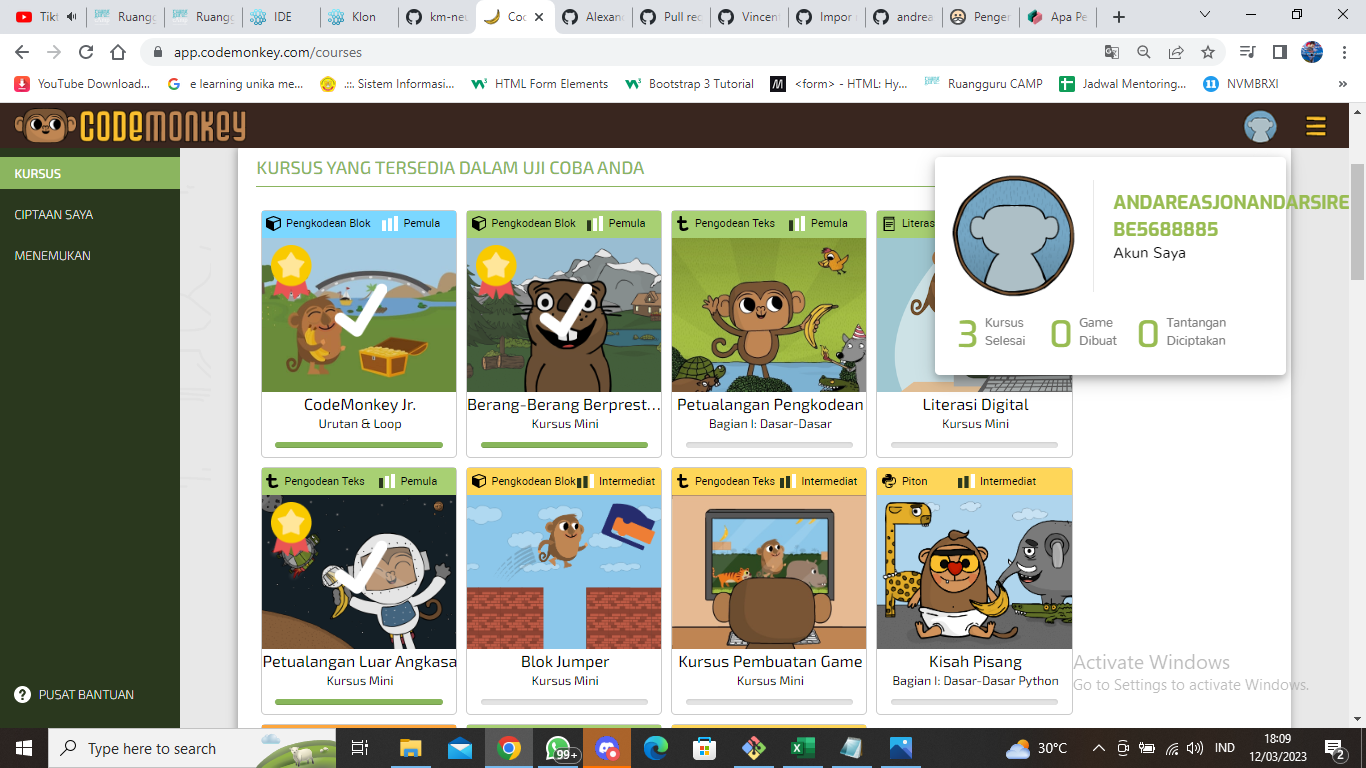 Tikt
Ruangg
Ruangg
IDE
Klon
km-neu
Coc
Alexand
Pull rec
Vincent
Impor r
andrea
Penger
Apa Pe
app.codemonkey.com/courses
YouTube Download...
e learning unika me...
.::. Sistem Informasi...
HTML Form Elements
Bootstrap 3 Tutorial
<form> - HTML: Hy...
Ruangguru CAMP
Jadwal Mentoring...
NVMBRXI
CODEMONKEY
KURSUS
CIPTAAN SAYA
MENEMUKAN
PUSAT BANTUAN
KURSUS YANG TERSEDIA DALAM UJI COBA ANDA
ANDAREASJONANDARSIRE
BE5688885
Akun Saya
3 Kursus Selesai
0 Game Dibuat
0 Tantangan Diciptakan
Pengkodean Blok Pemula
CodeMonkey Jr.
Urutan & Loop
Pengkodean Blok Pemula
Berang-Berang Berprest...
Kursus Mini
Pengodean Teks Pemula
Petualangan Pengkodean
Bagian I: Dasar-Dasar
Literas
Literasi Digital
Kursus Mini
Pengodean Teks Pemula
Petualangan Luar Angkasa
Kursus Mini
Pengkodean Blok Intermediat
Blok Jumper
Kursus Mini
Pengodean Teks Intermediat
Kursus Pembuatan Game
Kursus Mini
Piton Intermediat
Kisah Pisang
Bagian I: Dasar-Dasar Python
Activate Windows
Go to Settings to activate Windows.
Type here to search
99+
30°C
IND
18:09
12/03/2023
2